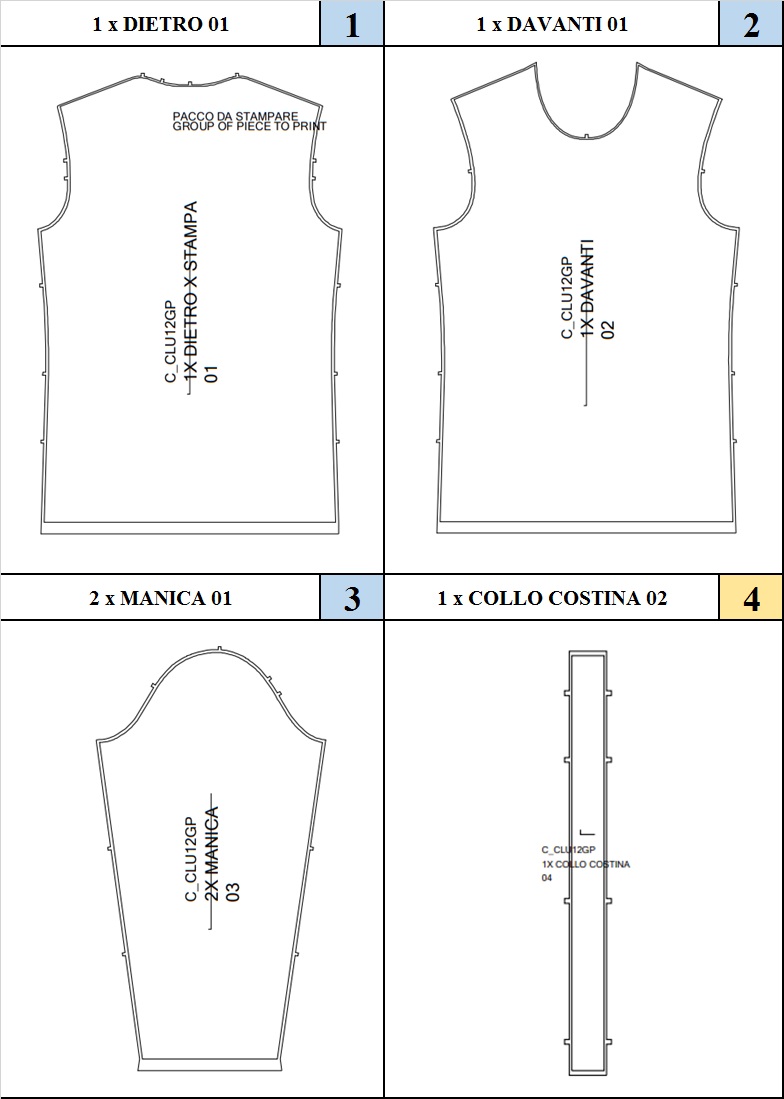 1 x DIETRO 01
1
1 x DAVANTI 01
2
PACCO DA STAMPARE
GROUP OF PIECE TO PRINT
C_CLU12GP
1X DIETRO X STAMPA
01
C_CLU12GP
1X DAVANTI
02
2 x MANICA 01
3
1 x COLLO COSTINA 02
4
C_CLU12GP
2X MANICA
03
C_CLU12GP
1X COLLO COSTINA
04